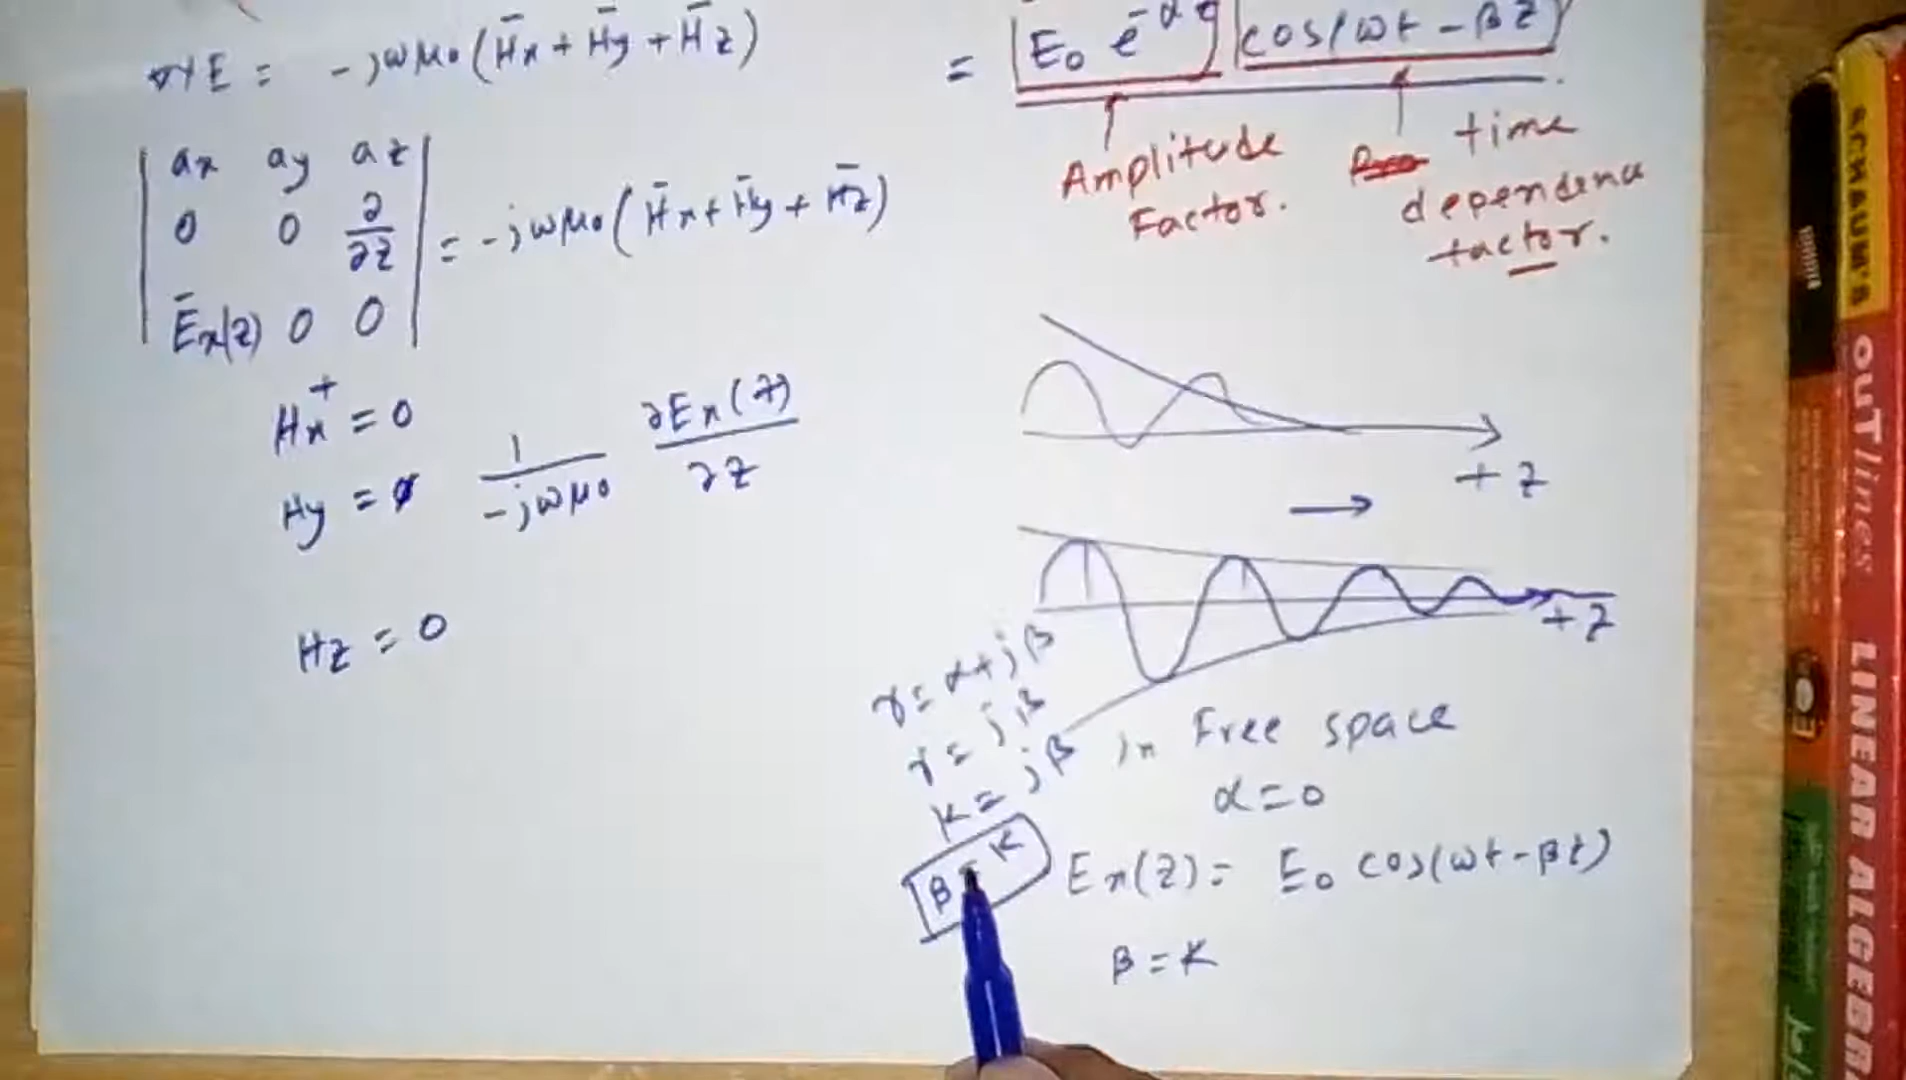 ∇×E = -jωμ₀(H̄x + H̄y + H̄z)
ax ay az
0 0 ∂/∂z
Ēx(z) 0 0
= -jωμ₀(H̄x + H̄y + H̄z)
Hx⁺ = 0
Hy = 1/-jωμ₀ ∂Ex(z)/∂z
Hz = 0
= E₀ e^-αz cos(ωt - βz)
Amplitude
Factor.
time
dependence
factor.
+z
+z
γ = α+jβ
γ = jβ
k = jβ
β = k
in Free space
α=0
Ex(z) = E₀ cos(ωt-βz)
β = k
SCHAUM'S
OUTlines
LINEAR ALGEBRA